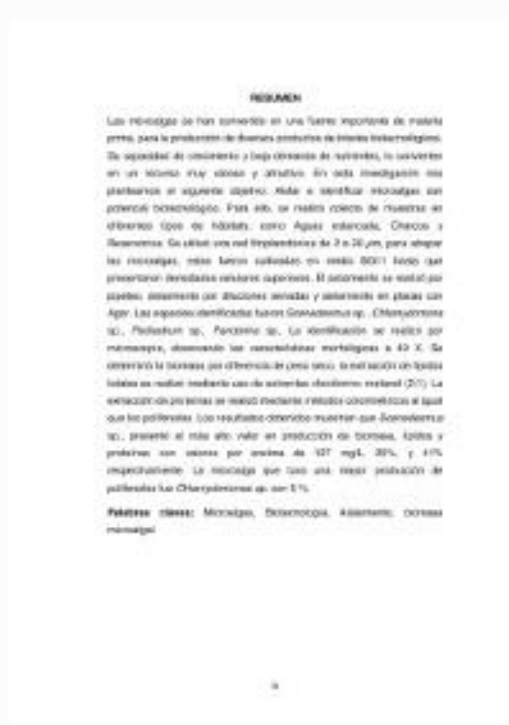 RESUMEN
Las microalgas se han convertido en una fuente importante de materia
prima, para la producción de diversos productos de interés biotecnológicos.
Su capacidad de crecimiento y baja demanda de nutrientes, lo convierten
en un recurso muy valioso y atractivo. En esta investigación nos
planteamos el siguiente objetivo: Aislar e identificar microalgas con
potencial biotecnológico. Para ello, se realizó colecta de muestras en
diferentes tipos de hábitats, como Aguas estancada, Charcos y
Se utilizó una red fitoplanctónica de 2 a 20 µm, para atrapar
las microalgas, estas fueron cultivadas en medio BG11 hasta que
presentaron densidades celulares superiores. El aislamiento se realizó por
pipeteo, aislamiento por diluciones seriadas y aislamiento en placas con
Agar. Las especies identificadas fueron Scenedesmus sp., Chlamydomona
sp., Pediastrum sp., Pandorina sp., La identificación se realizó por
microscopía, observando las características morfológicas a 40 X. Se
determinó la biomasa por diferencia de peso seco, la extracción de lípidos
totales se realizó mediante uso de solventes cloroformo metanol (2:1). La
extracción de proteínas se realizó mediante métodos colorimétricos al igual
que los polifenoles. Los resultados obtenidos muestran que Scenedesmus
sp., presentó el más alto valor en producción de biomasa, lípidos y
proteínas con valores por encima de mg/L, y 41%
respectivamente. La microalga que tuvo una mayor producción de
polifenoles fue Chlamydomonas sp. con
Palabras claves: Microalgas, Biotecnología, Aislamiento, biomasa
microalgal